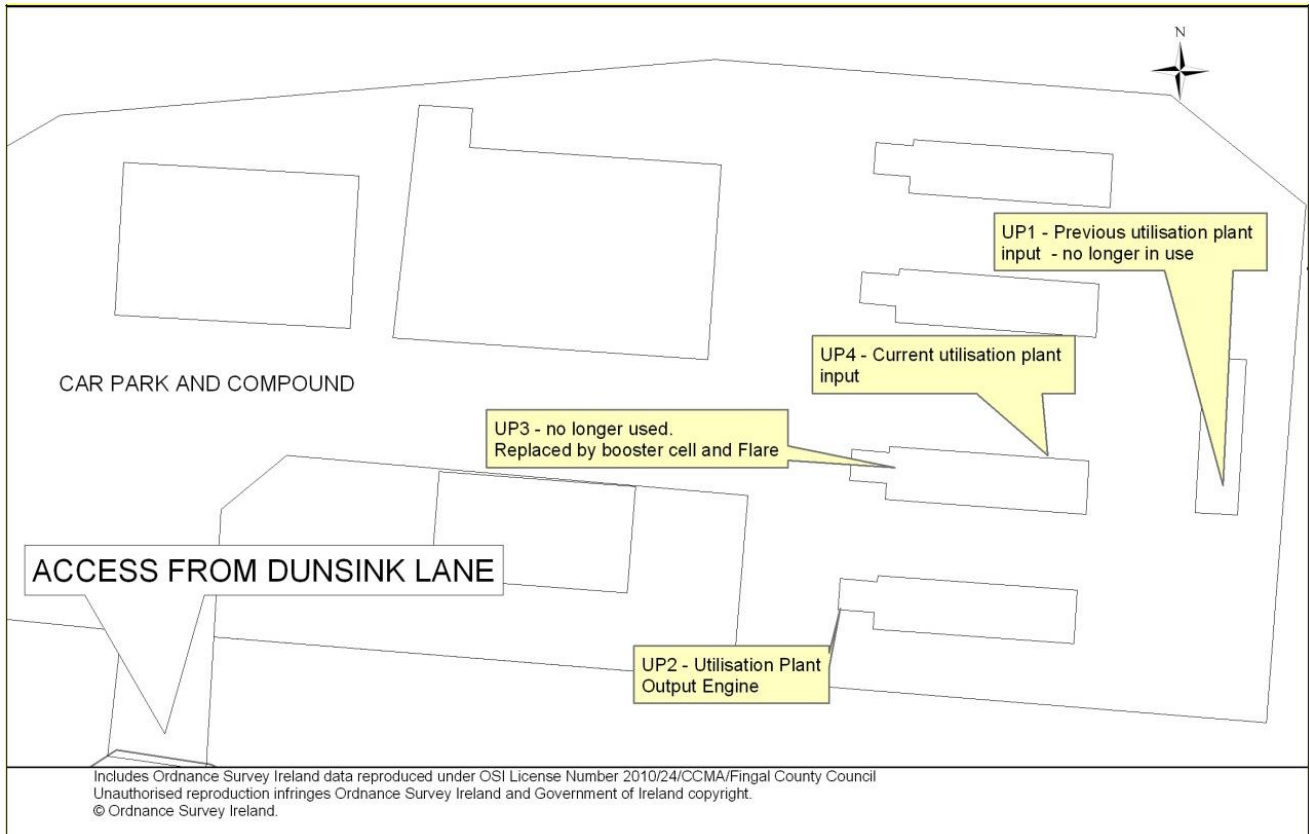 N
UP1 - Previous utilisation plant
input - no longer in use
UP4 - Current utilisation plant
input
CAR PARK AND COMPOUND
UP3 - no longer used.
Replaced by booster cell and Flare
ACCESS FROM DUNSINK LANE
UP2 - Utilisation Plant
Output Engine
Includes Ordnance Survey Ireland data reproduced under OSI License Number 2010/24/CCMA/Fingal County Council
Unauthorised reproduction infringes Ordnance Survey Ireland and Government of Ireland copyright.
© Ordnance Survey Ireland.